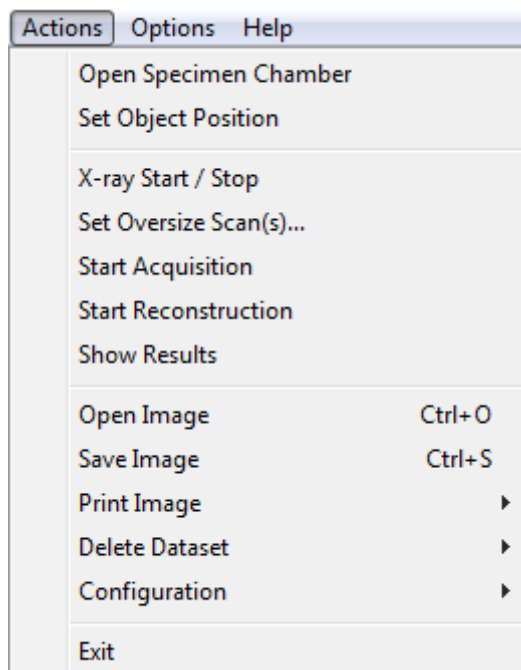 Actions Options Help
Open Specimen Chamber
Set Object Position
X-ray Start / Stop
Set Oversize Scan(s)...
Start Acquisition
Start Reconstruction
Show Results
Open Image Ctrl+O
Save Image Ctrl+S
Print Image
Delete Dataset
Configuration
Exit